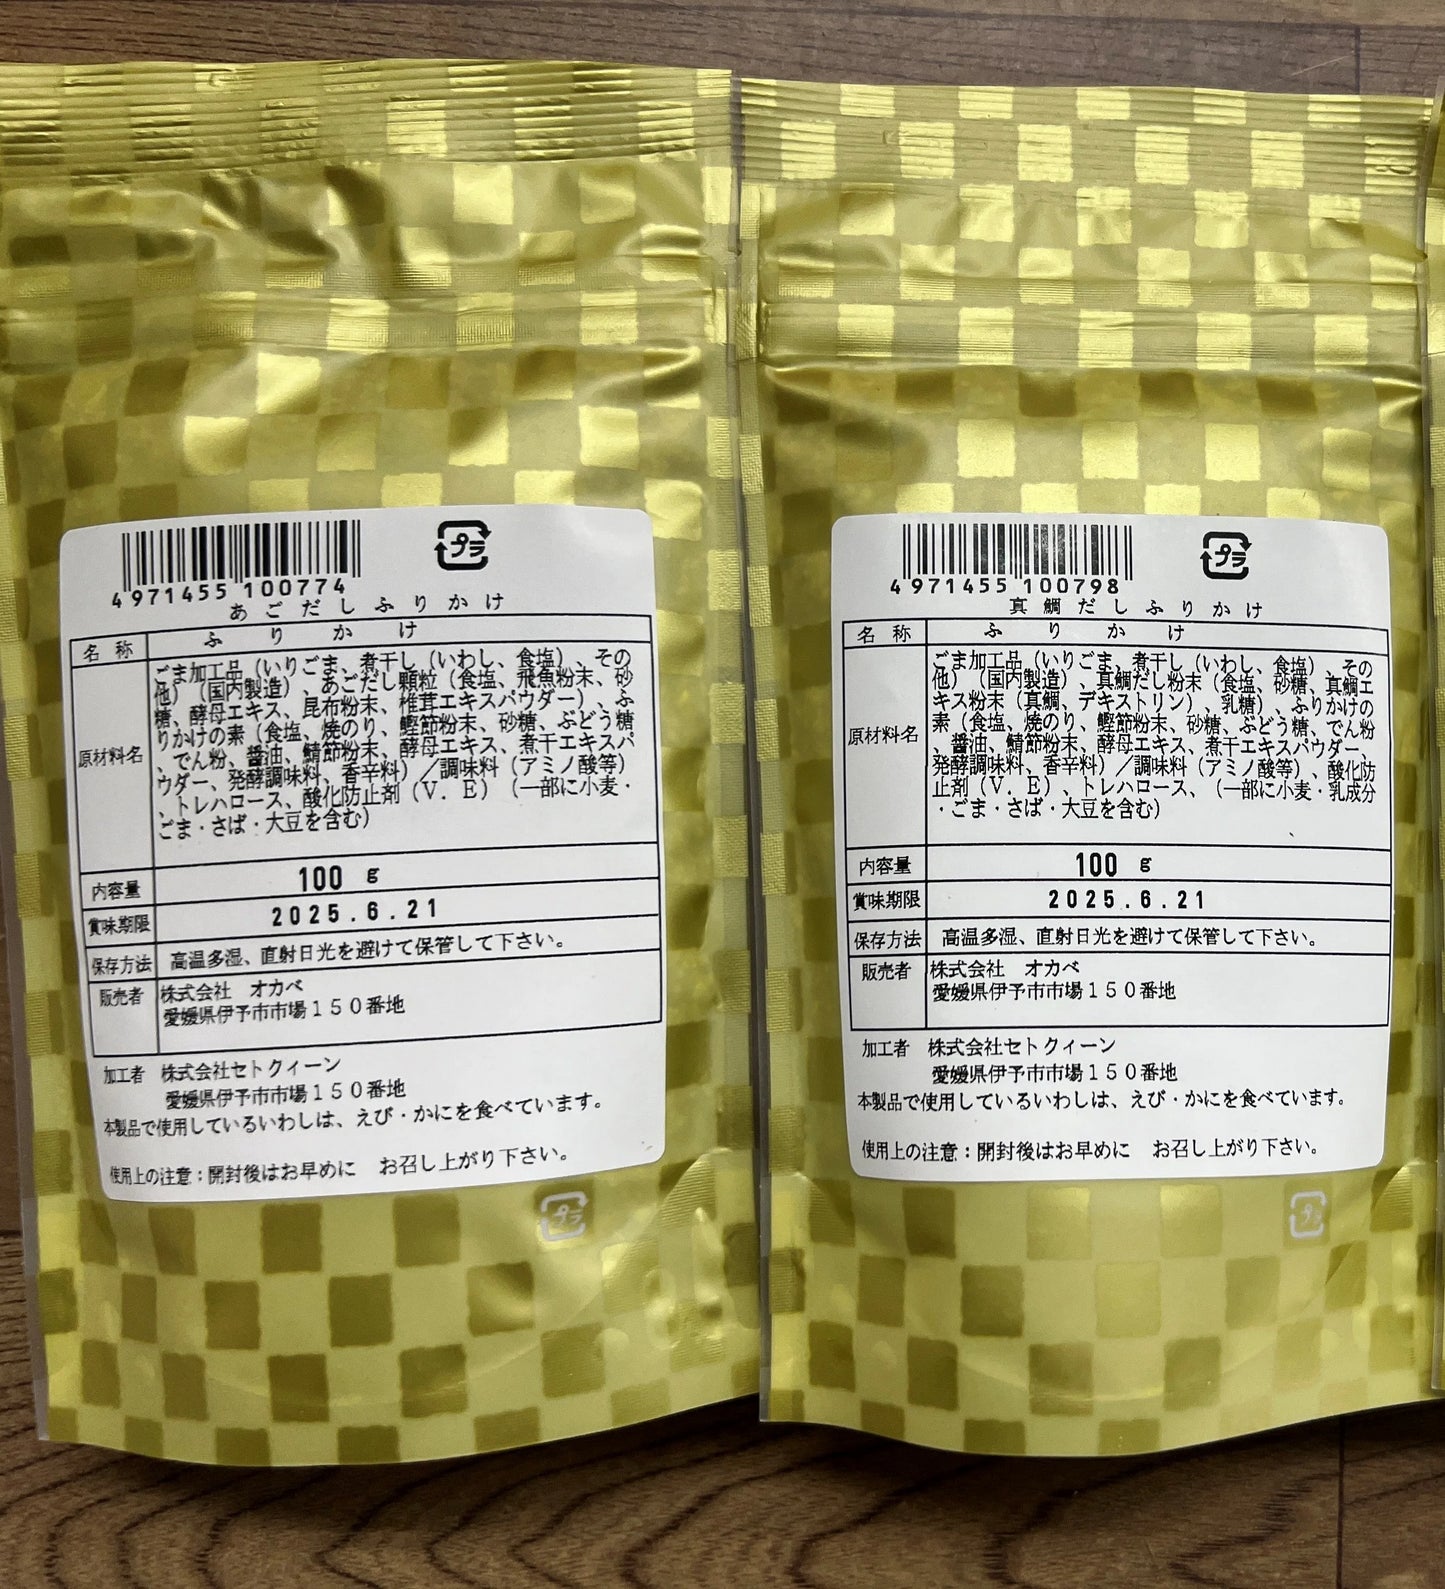 プラ
4971455100774
あごだしふりかけ
名称 ふりかけ
原材料名
ごま加工品（いりごま、煮干し（いわし、食塩）、その
他）（国内製造）、あごだし顆粒（食塩、飛魚粉末、砂
糖、酵母エキス、昆布粉末、椎茸エキスパウダー）、ふ
りかけの素（食塩、焼のり、鰹節粉末、砂糖、ぶどう糖
、でん粉、醤油、鯖節粉末、酵母エキス、煮干エキスパ
ウダー、発酵調味料、香辛料）／調味料（アミノ酸等）
、トレハロース、酸化防止剤（Ｖ．Ｅ）（一部に小麦・
ごま・さば・大豆を含む）
内容量 100 g
賞味期限 2025.6.21
保存方法 高温多湿、直射日光を避けて保管して下さい。
販売者 株式会社 オカベ
愛媛県伊予市市場１５０番地
加工者 株式会社セトクィーン
愛媛県伊予市市場１５０番地
本製品で使用しているいわしは、えび・かにを食べています。
使用上の注意：開封後はお早めに お召し上がり下さい。
プラ
プラ
4971455100798
真鯛だしふりかけ
名称 ふりかけ
原材料名
ごま加工品（いりごま、煮干し（いわし、食塩）、その
他）（国内製造）、真鯛だし粉末（食塩、砂糖、真鯛エ
キス粉末（真鯛、デキストリン）、乳糖）、ふりかけの
素（食塩、焼のり、鰹節粉末、砂糖、ぶどう糖、でん粉
、醤油、鯖節粉末、酵母エキス、煮干エキスパウダー、
発酵調味料、香辛料）／調味料（アミノ酸等）、酸化防
止剤（Ｖ．Ｅ）、トレハロース、（一部に小麦・乳成分
・ごま・さば・大豆を含む）
内容量 100 g
賞味期限 2025.6.21
保存方法 高温多湿、直射日光を避けて保管して下さい。
販売者 株式会社 オカベ
愛媛県伊予市市場１５０番地
加工者 株式会社セトクィーン
愛媛県伊予市市場１５０番地
本製品で使用しているいわしは、えび・かにを食べています。
使用上の注意：開封後はお早めに お召し上がり下さい。
プラ